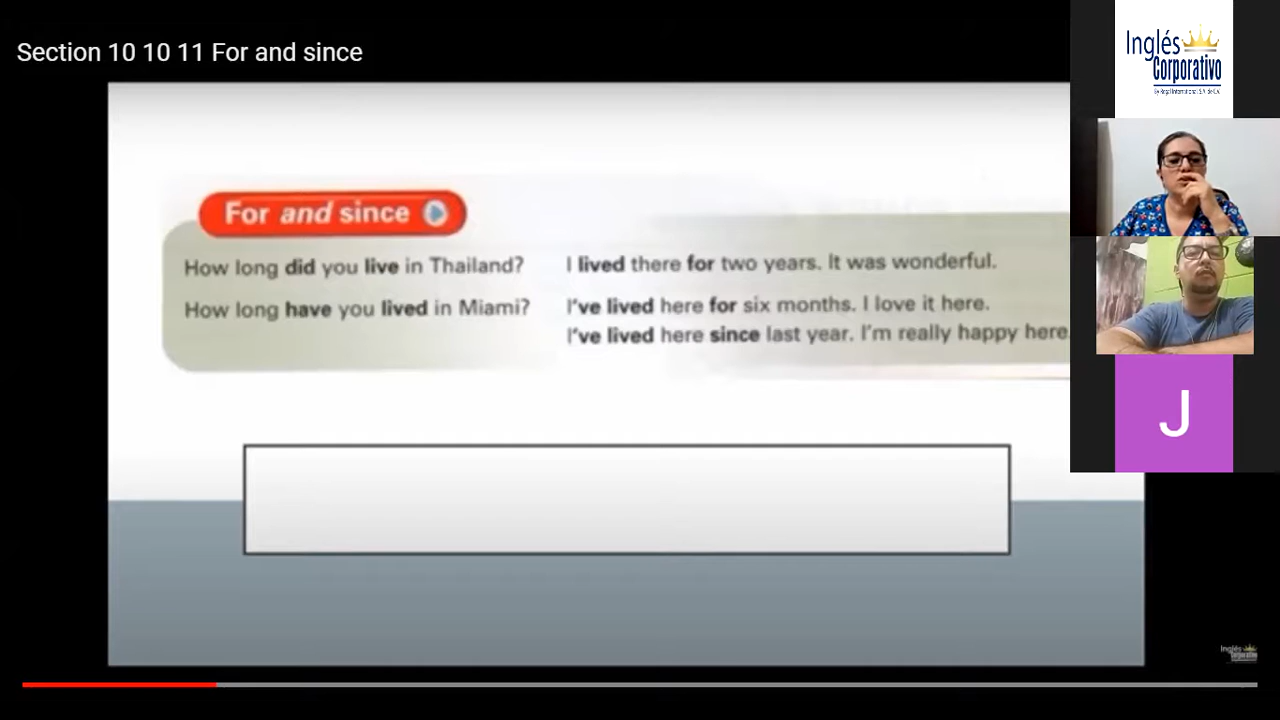 Section 10 10 11 For and since
For and since
How long did you live in Thailand?
I lived there for two years. It was wonderful.
How long have you lived in Miami?
I've lived here for six months. I love it here.
I've lived here since last year. I'm really happy here
Inglés
Corporativo
J
Inglés
Corporativo